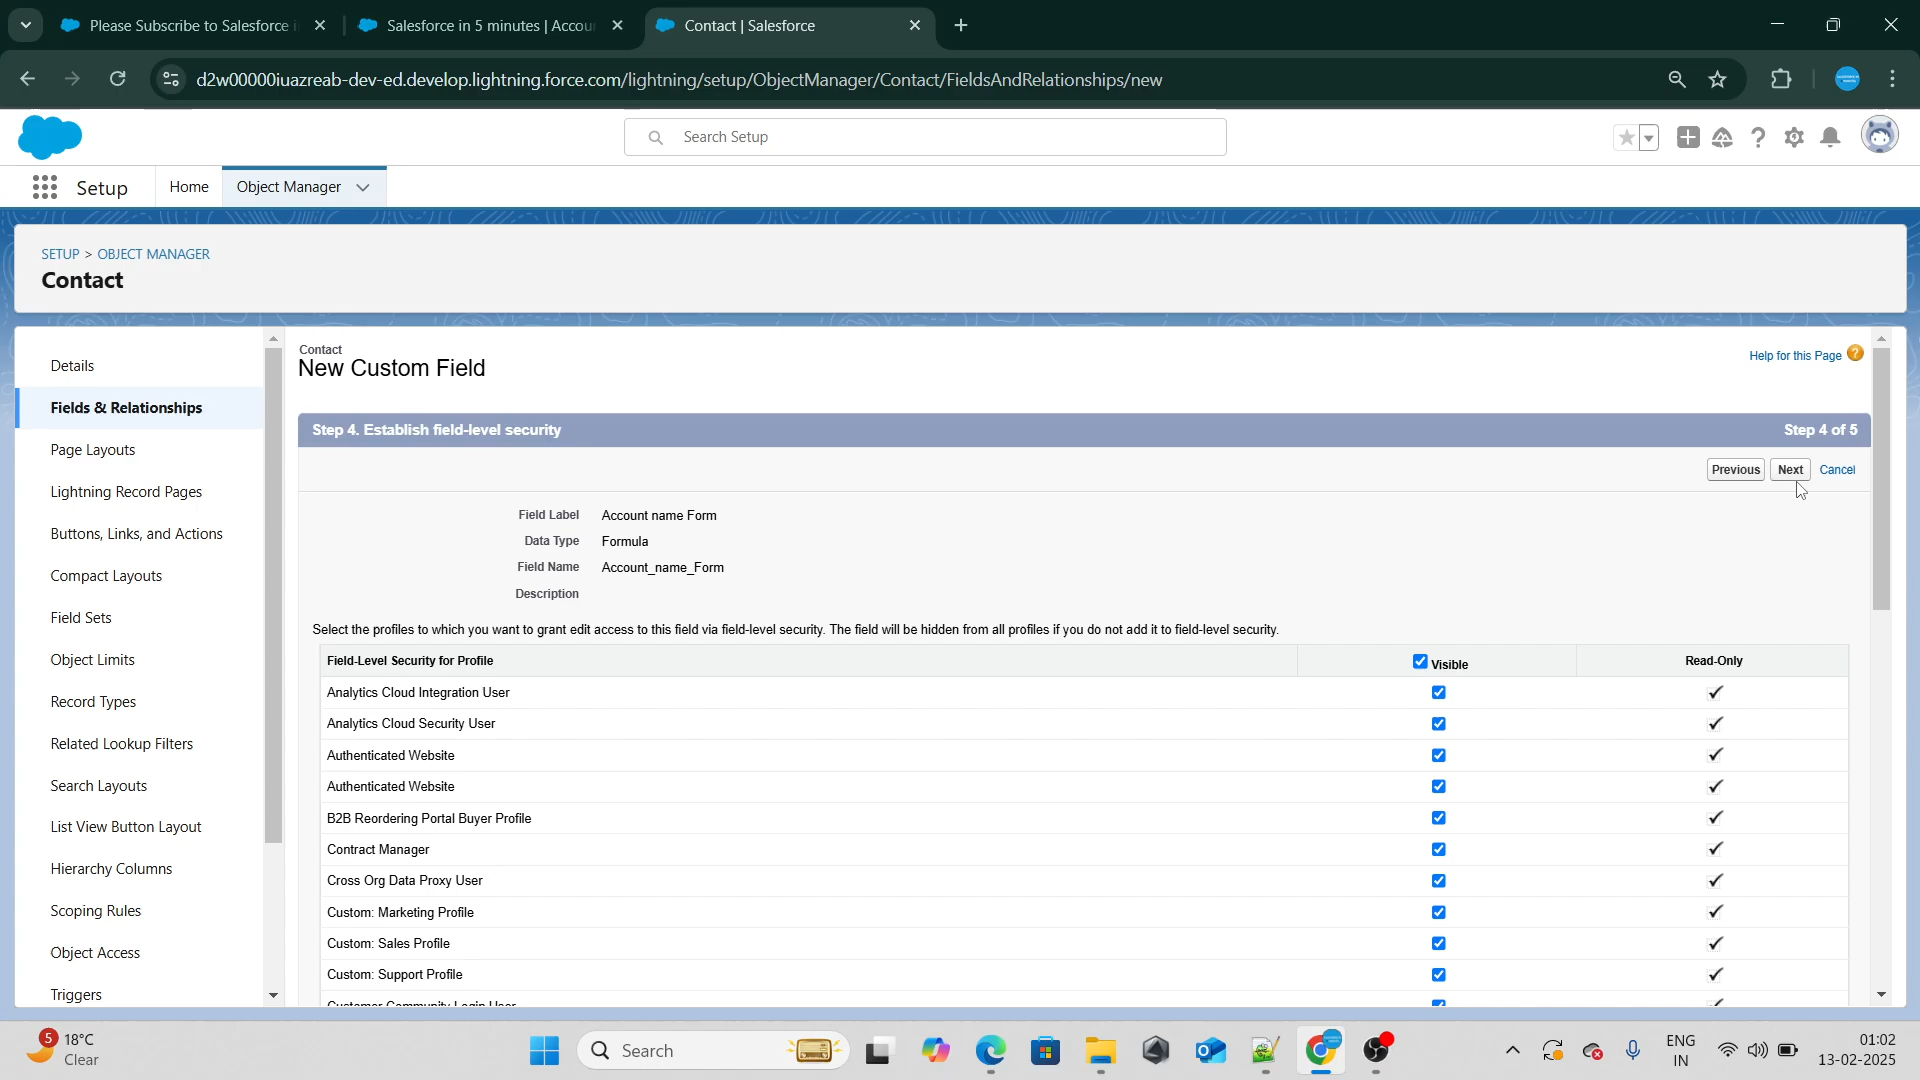 Please Subscribe to Salesforce i
Salesforce in 5 minutes | Accou
Contact | Salesforce
d2w00000iuazreab-dev-ed.develop.lightning.force.com/lightning/setup/ObjectManager/Contact/FieldsAndRelationships/new
Search Setup
Setup
Home
Object Manager
SETUP > OBJECT MANAGER
Contact
Details
Fields & Relationships
Page Layouts
Lightning Record Pages
Buttons, Links, and Actions
Compact Layouts
Field Sets
Object Limits
Record Types
Related Lookup Filters
Search Layouts
List View Button Layout
Hierarchy Columns
Scoping Rules
Object Access
Triggers
Contact
New Custom Field
Help for this Page
Step 4. Establish field-level security Step 4 of 5
Previous Next Cancel
Field Label Account name Form
Data Type Formula
Field Name Account_name_Form
Description
Select the profiles to which you want to grant edit access to this field via field-level security. The field will be hidden from all profiles if you do not add it to field-level security.
Field-Level Security for Profile Visible Read-Only
Analytics Cloud Integration User
Analytics Cloud Security User
Authenticated Website
Authenticated Website
B2B Reordering Portal Buyer Profile
Contract Manager
Cross Org Data Proxy User
Custom: Marketing Profile
Custom: Sales Profile
Custom: Support Profile
Customer Community Login User
5
18°C
Clear
Search
ENG
IN
01:02
13-02-2025